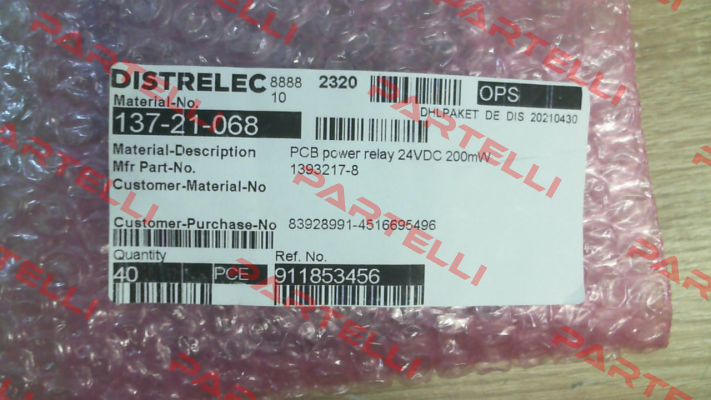 DISTRELEC 8888 10 2320 OPS
Material-No.
DHLPAKET DE DIS 20210430
137-21-068
Material-Description PCB power relay 24VDC 200mW
Mfr Part-No. 1393217-8
Customer-Material-No
Customer-Purchase-No 83928991-4516695496
Quantity Ref. No.
40 PCE 911853456
PARTELLI
PARTELLI
PARTELLI
PARTELLI
PARTELLI
PARTELLI
PARTELLI
PARTELLI